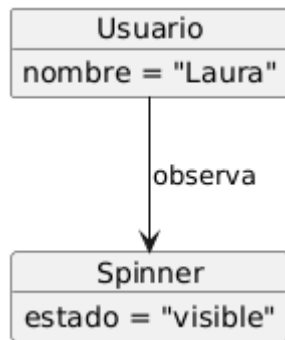 Usuario
nombre = "Laura"
observa
Spinner
estado = "visible"